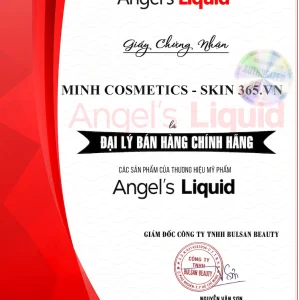 Angel's Liquid
Giấy Chứng Nhận
MINH COSMETICS - SKIN 365.VN
Angel's Liquid
là
ĐẠI LÝ BÁN HÀNG CHÍNH HÃNG
CÁC SẢN PHẨM CỦA THƯƠNG HIỆU MỸ PHẨM
Angel's Liquid
GIÁM ĐỐC CÔNG TY TNHH BULSAN BEAUTY
CÔNG TY
TNHH
BULSAN BEAUTY
NGUYỄN VĂN SƠN